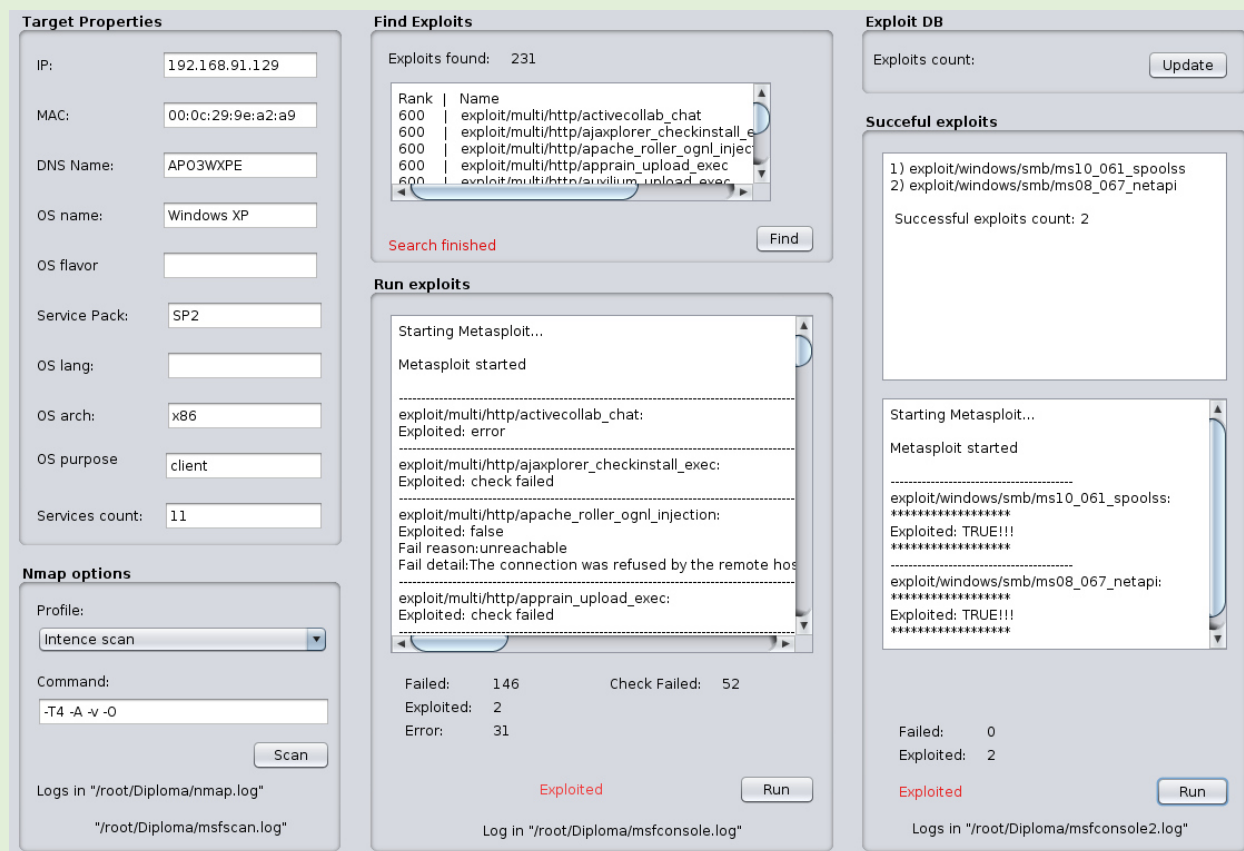 Target Properties
IP: 192.168.91.129
MAC: 00:0c:29:9e:a2:a9
DNS Name: APO3WXPE
OS name: Windows XP
OS flavor
Service Pack: SP2
OS lang:
OS arch: x86
OS purpose client
Services count: 11
Nmap options
Profile:
Intence scan
Command:
-T4 -A -v -O
Scan
Logs in "/root/Diploma/nmap.log"
"/root/Diploma/msfscan.log"
Find Exploits
Exploits found: 231
Rank | Name
600 | exploit/multi/http/activecollab_chat
600 | exploit/multi/http/ajaxplorer_checkinstall_e
600 | exploit/multi/http/apache_roller_ognl_inject
600 | exploit/multi/http/apprain_upload_exec
600 | exploit/multi/http/auxilium_upload_exec
Search finished
Find
Run exploits
Starting Metasploit...
Metasploit started
--------------------------------------------------------------------------------
exploit/multi/http/activecollab_chat:
Exploited: error
--------------------------------------------------------------------------------
exploit/multi/http/ajaxplorer_checkinstall_exec:
Exploited: check failed
--------------------------------------------------------------------------------
exploit/multi/http/apache_roller_ognl_injection:
Exploited: false
Fail reason:unreachable
Fail detail:The connection was refused by the remote hos
--------------------------------------------------------------------------------
exploit/multi/http/apprain_upload_exec:
Exploited: check failed
--------------------------------------------------------------------------------
Failed: 146 Check Failed: 52
Exploited: 2
Error: 31
Exploited
Run
Log in "/root/Diploma/msfconsole.log"
Exploit DB
Exploits count:
Update
Succeful exploits
1) exploit/windows/smb/ms10_061_spoolss
2) exploit/windows/smb/ms08_067_netapi
Successful exploits count: 2
Starting Metasploit...
Metasploit started
----------------------------------------
exploit/windows/smb/ms10_061_spoolss:
******************
Exploited: TRUE!!!
******************
----------------------------------------
exploit/windows/smb/ms08_067_netapi:
******************
Exploited: TRUE!!!
******************
Failed: 0
Exploited: 2
Exploited
Run
Logs in "/root/Diploma/msfconsole2.log"